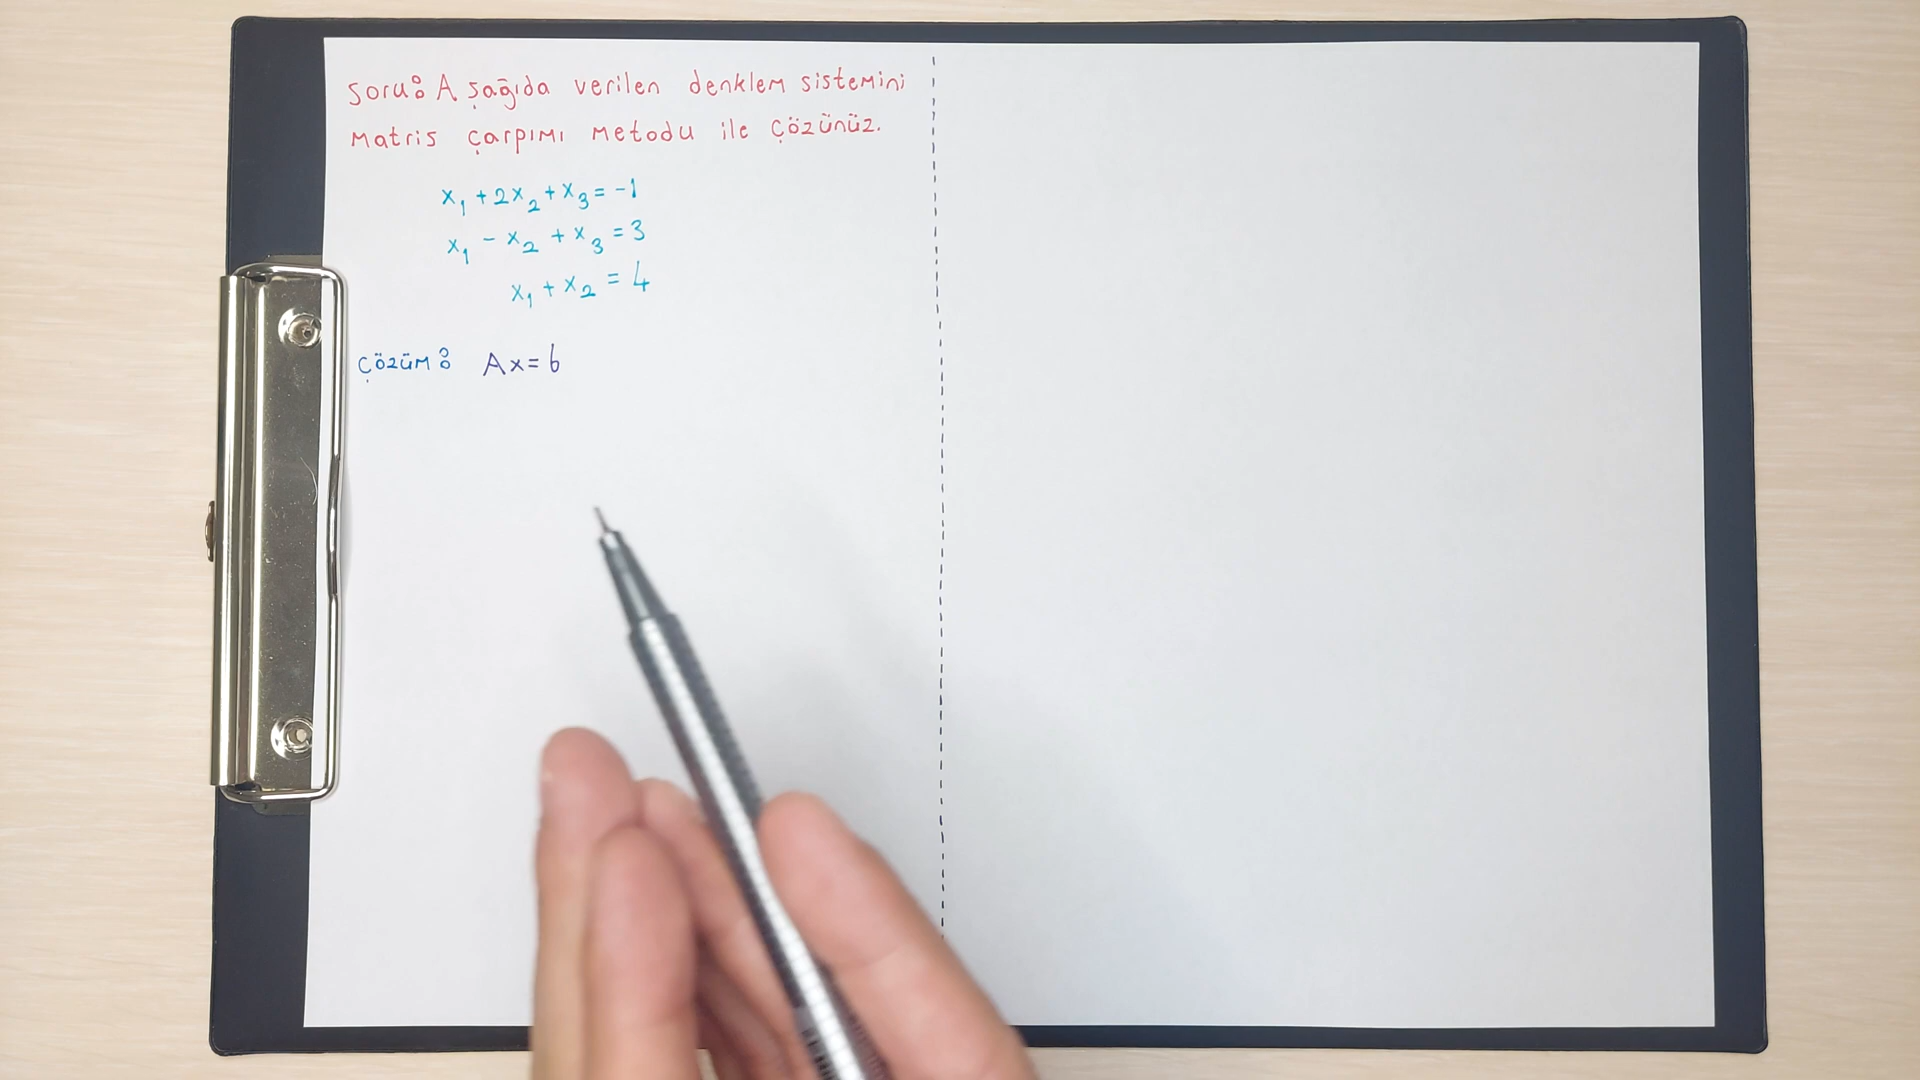 Soru: Aşağıda verilen denklem sistemini
Matris çarpımı metodu ile çözünüz.
x₁ + 2x₂ + x₃ = -1
x₁ - x₂ + x₃ = 3
x₁ + x₂ = 4
Çözüm: Ax = b